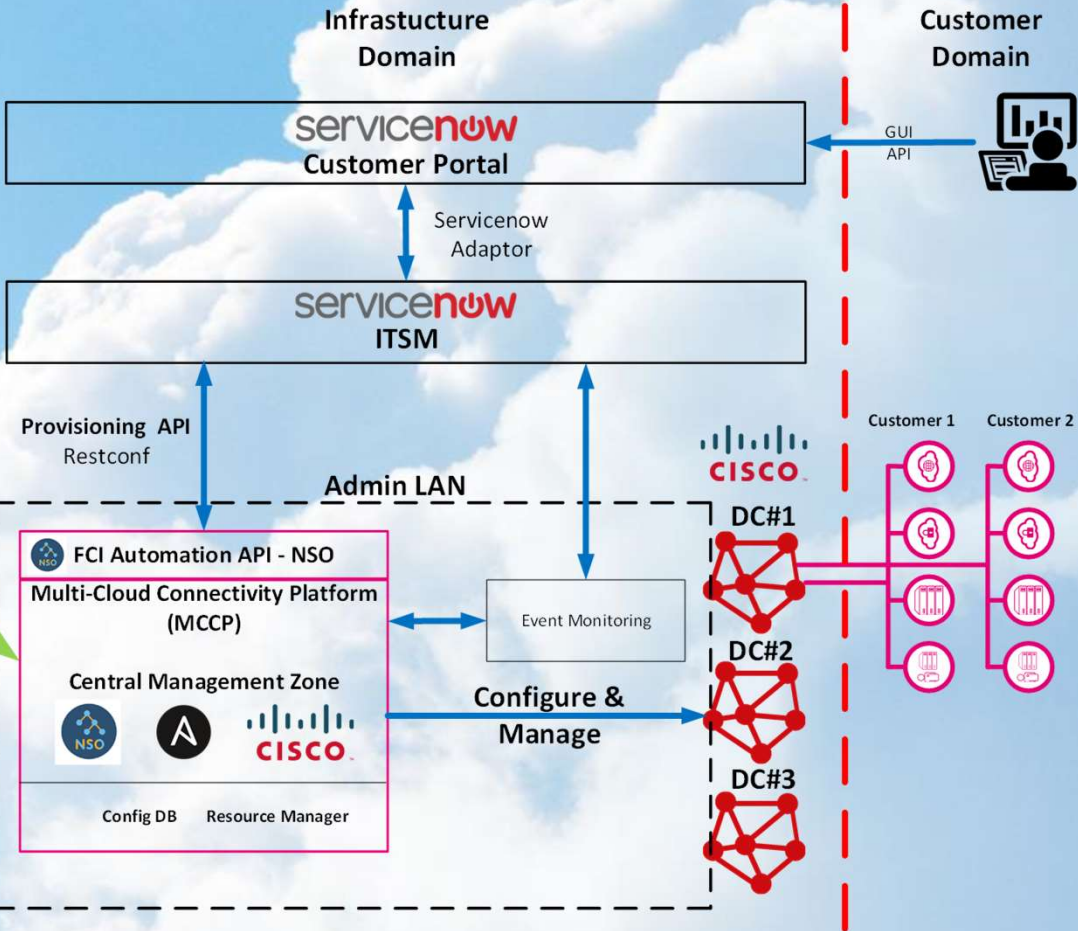 Infrastucture
Domain
Customer
Domain
servicenow
Customer Portal
GUI
API
Servicenow
Adaptor
servicenow
ITSM
Provisioning API
Restconf
Customer 1
Customer 2
CISCO
Admin LAN
DC#1
NSO
FCI Automation API - NSO
Multi-Cloud Connectivity Platform
(MCCP)
Event Monitoring
DC#2
Central Management Zone
NSO
A
CISCO
Configure &
Manage
DC#3
Config DB
Resource Manager